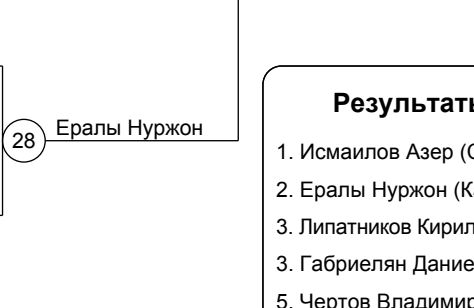 28
Ералы Нуржон
Результаты
1. Исмаилов Азер (
2. Ералы Нуржон (К
3. Липатников Кирил
3. Габриелян Дание
5. Чертов Владимир